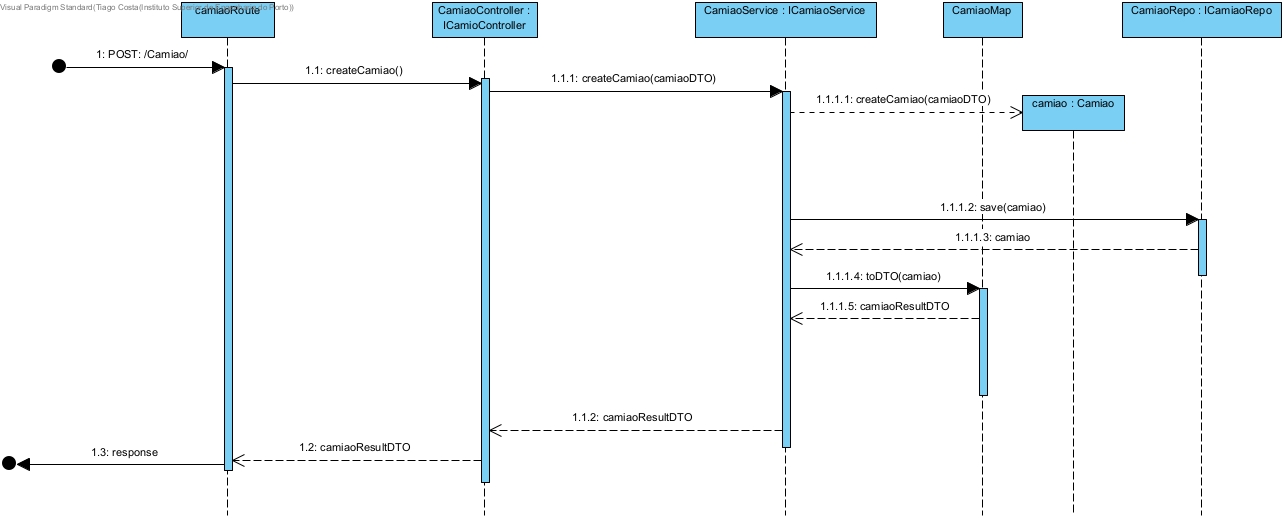 Visual Paradigm Standard(Tiago Costa(Instituto Superior de Engenharia do Porto))
camiaoRoute
CamiaoController :
ICamioController
CamiaoService : ICamiaoService
CamiaoMap
CamiaoRepo : ICamiaoRepo
1: POST: /Camiao/
1.1: createCamiao()
1.1.1: createCamiao(camiaoDTO)
1.1.1.1: createCamiao(camiaoDTO)
camiao : Camiao
1.1.1.2: save(camiao)
1.1.1.3: camiao
1.1.1.4: toDTO(camiao)
1.1.1.5: camiaoResultDTO
1.1.2: camiaoResultDTO
1.2: camiaoResultDTO
1.3: response